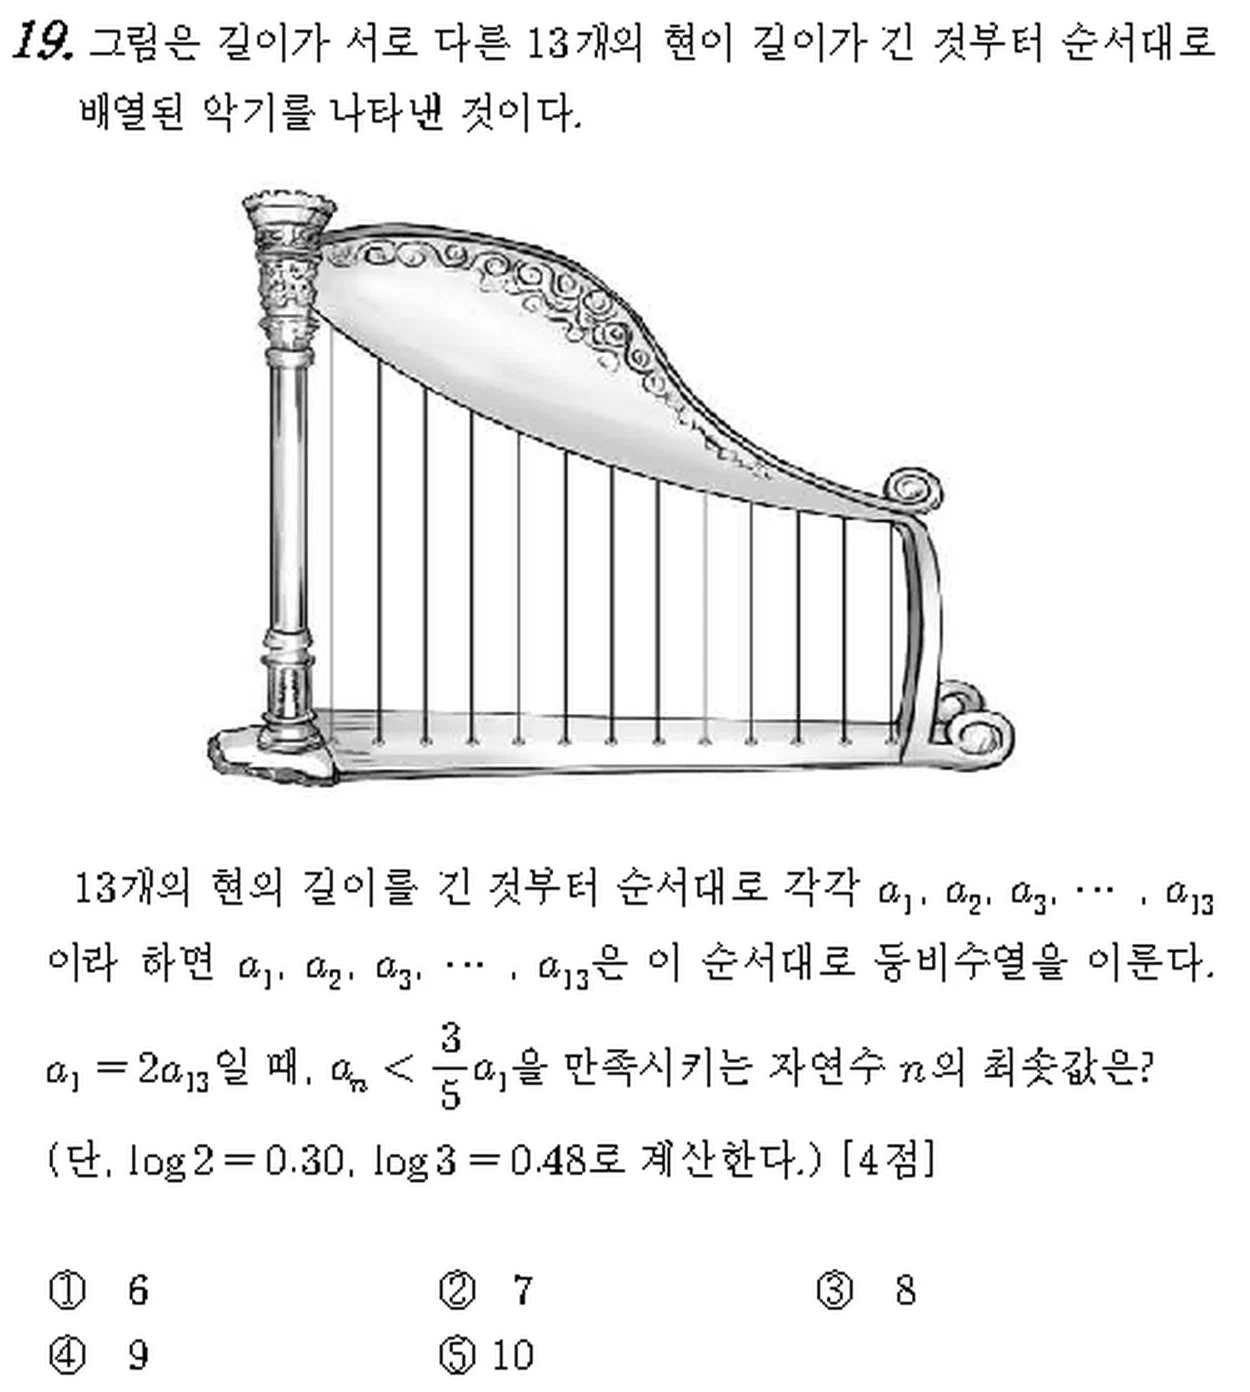 19. 그림은 길이가 서로 다른 13개의 현이 길이가 긴 것부터 순서대로
배열된 악기를 나타낸 것이다.
13개의 현의 길이를 긴 것부터 순서대로 각각 a₁, a₂, a₃, ⋯ , a₁₃
이라 하면 a₁, a₂, a₃, ⋯ , a₁₃은 이 순서대로 등비수열을 이룬다.
a₁ = 2a₁₃일 때, aₙ < 3/5 a₁을 만족시키는 자연수 n의 최솟값은?
(단, log2 = 0.30, log3 = 0.48로 계산한다.) [4점]
① 6 ② 7 ③ 8
④ 9 ⑤ 10